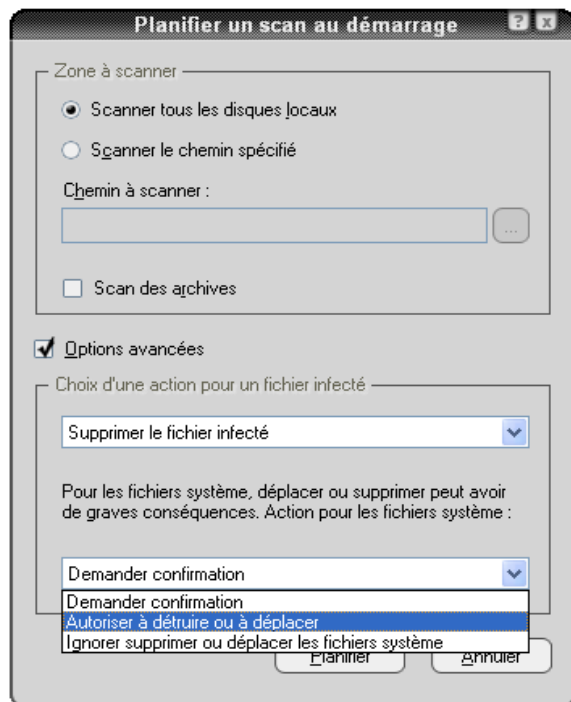 Planifier un scan au démarrage
Zone à scanner
Scanner tous les disques locaux
Scanner le chemin spécifié
Chemin à scanner :
...
Scan des archives
Options avancées
Choix d'une action pour un fichier infecté
Supprimer le fichier infecté
Pour les fichiers système, déplacer ou supprimer peut avoir
de graves conséquences. Action pour les fichiers système :
Demander confirmation
Demander confirmation
Autoriser à détruire ou à déplacer
Ignorer supprimer ou déplacer les fichiers système
Planifier Annuler